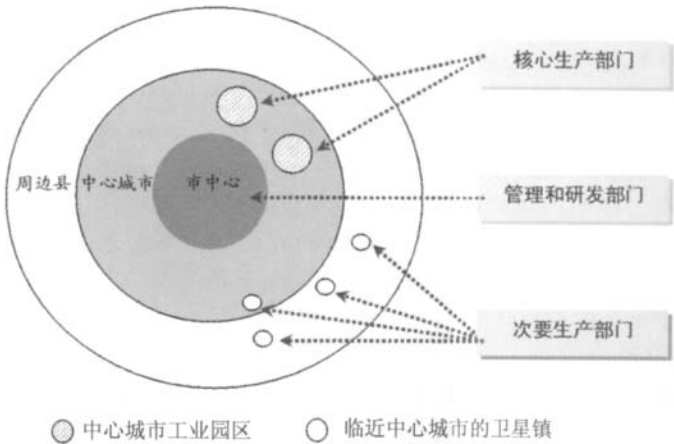 核心生产部门
周边县 中心城市 市中心
管理和研发部门
次要生产部门
中心城市工业园区 临近中心城市的卫星镇